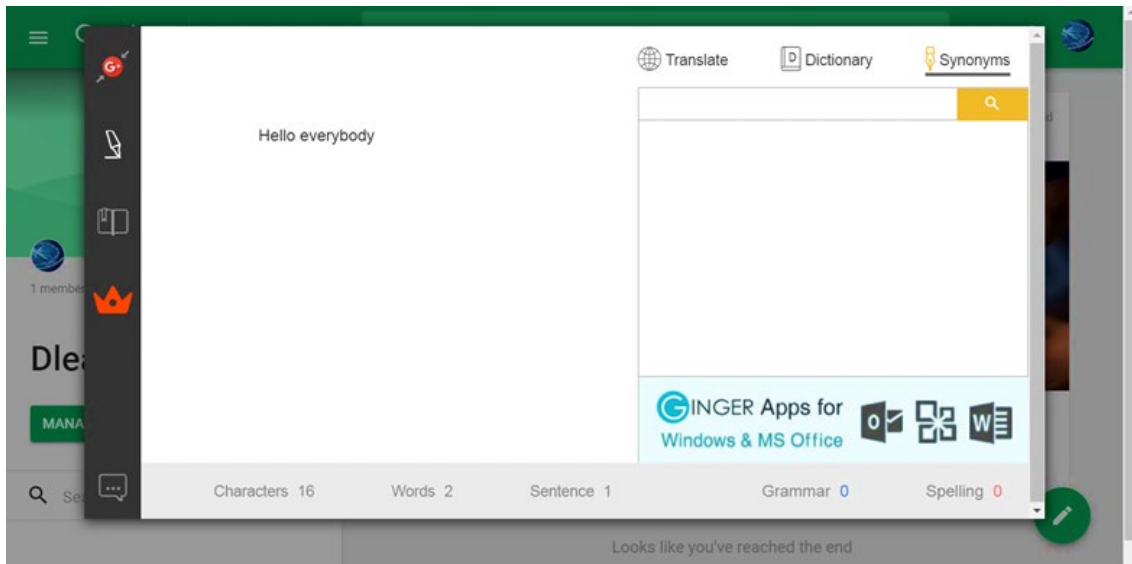 G+
Translate
D Dictionary
Synonyms
Hello everybody
1 member
MANA
GINGER Apps for
Windows & MS Office
Characters 16
Words 2
Sentence 1
Grammar 0
Spelling 0
Looks like you've reached the end